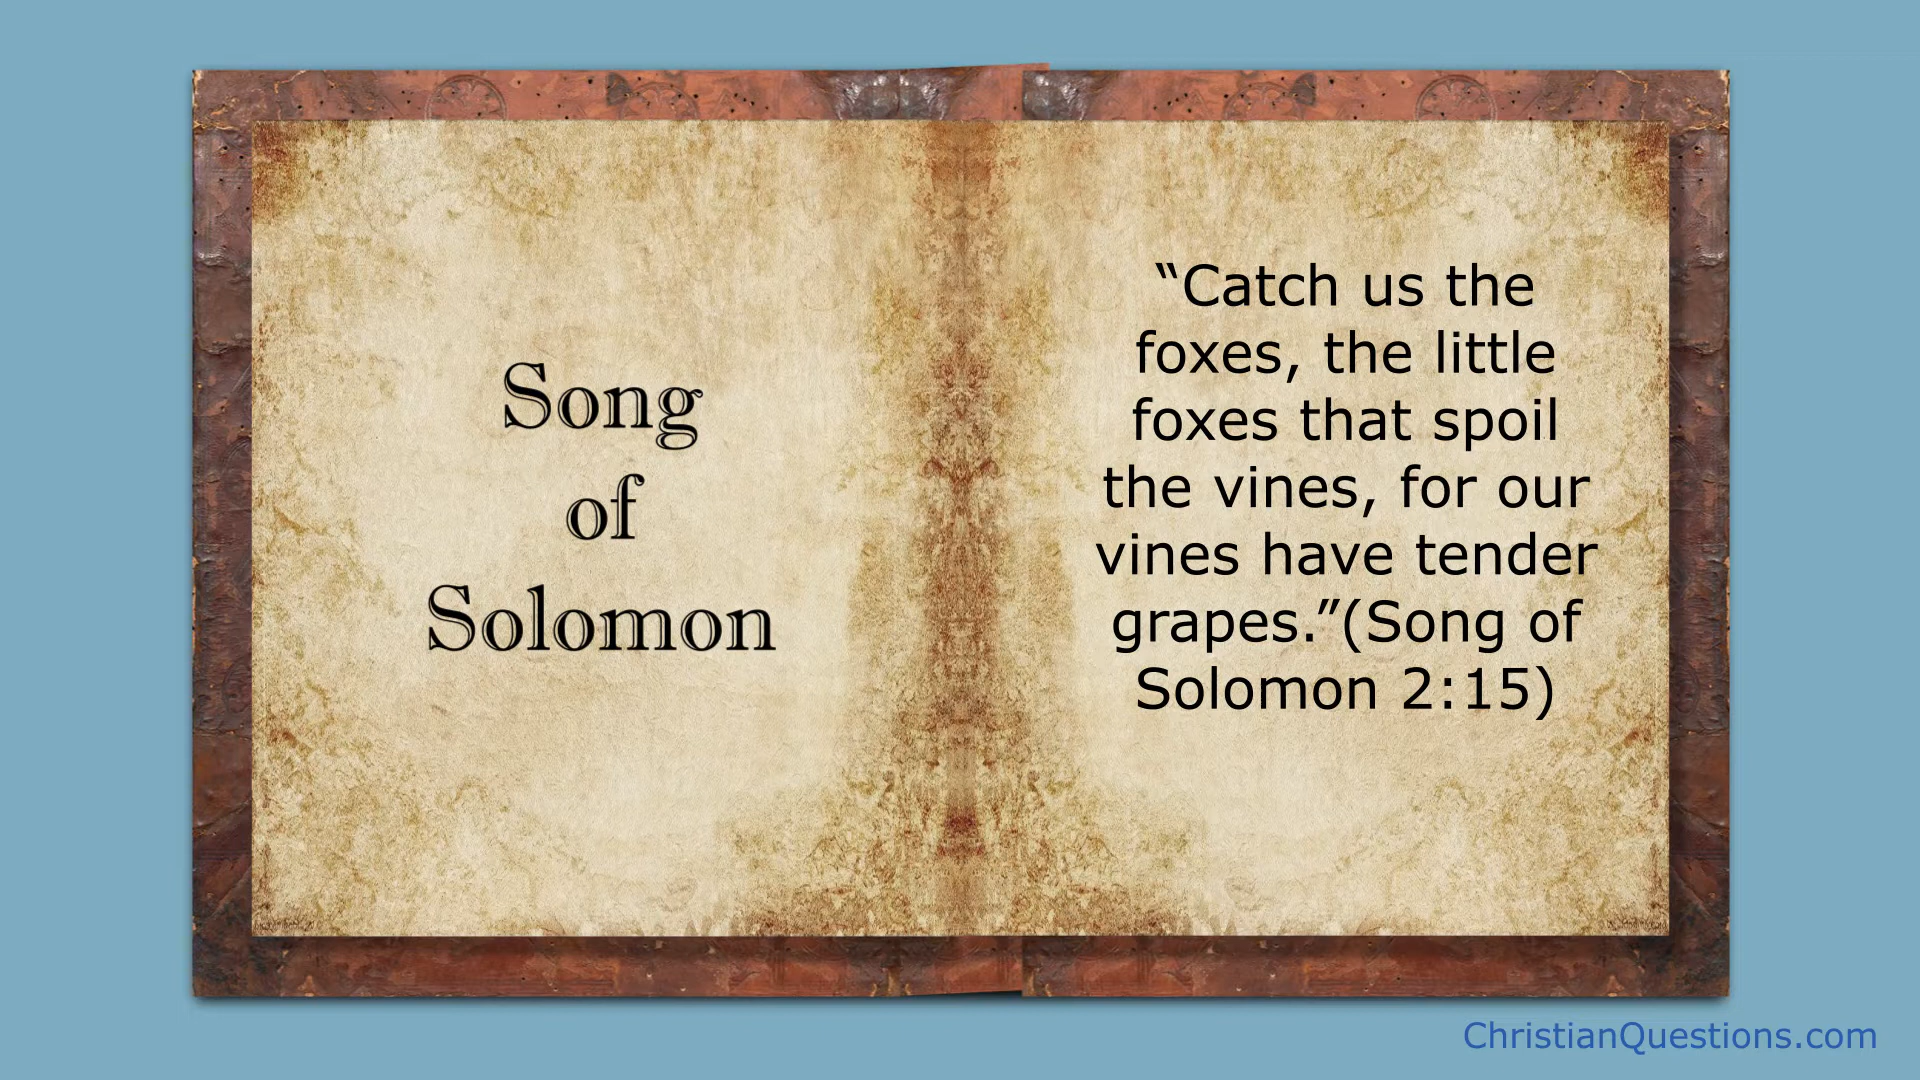 Song
of
Solomon
“Catch us the
foxes, the little
foxes that spoil
the vines, for our
vines have tender
grapes.”(Song of
Solomon 2:15)
ChristianQuestions.com